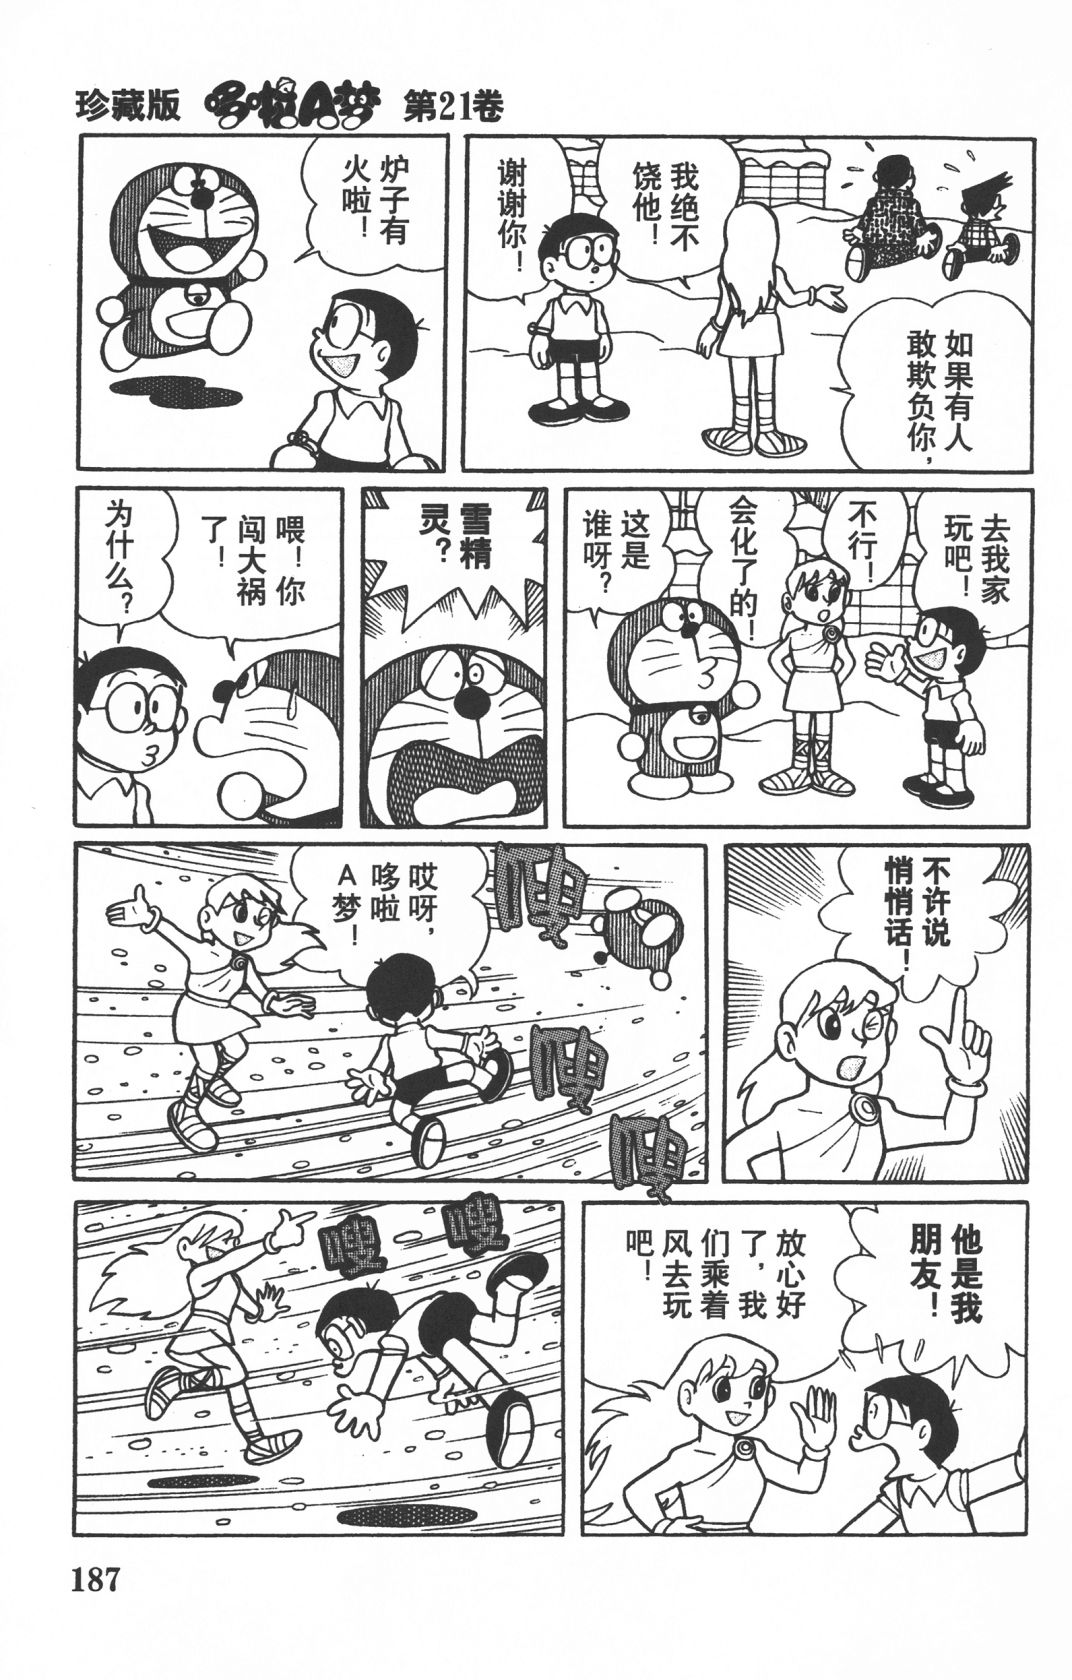 珍藏版 哆啦A梦 第21卷
如果有人
敢欺负你，
我绝不
饶他！
谢谢你！
炉子有
火啦！
去我家
玩吧！
不行！
会化了的！
这是
谁呀？
雪精
灵？
喂！你
闯大祸
了！
为什么？
不许说
悄悄话！
嗖
嗖
嗖
哎呀，
哆啦
A梦！
他是我
朋友！
放心好
了，我
们乘着
风去玩
吧！
嗖
嗖
187